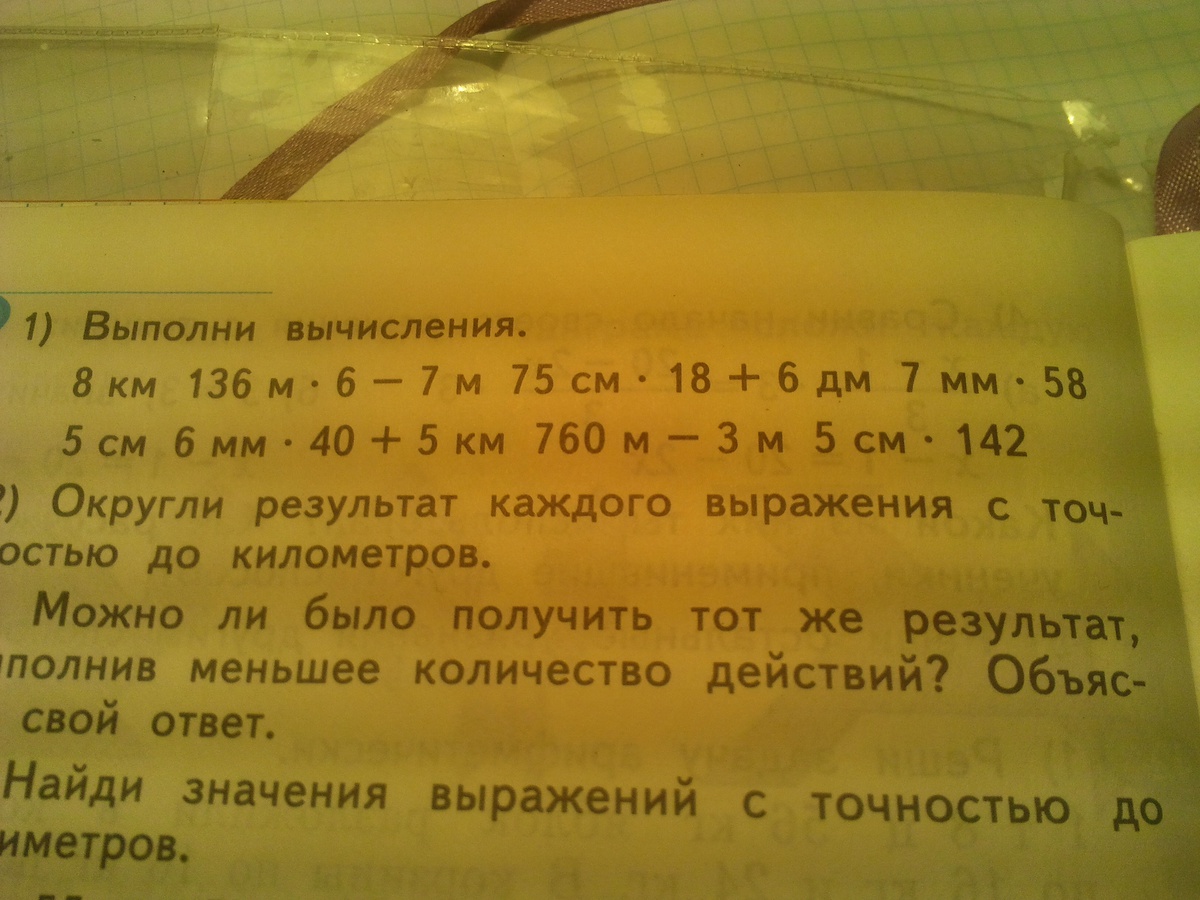 1) Выполни вычисления.
8 км 136 м · 6 − 7 м 75 см · 18 + 6 дм 7 мм · 58
5 см 6 мм · 40 + 5 км 760 м − 3 м 5 см · 142
2) Округли результат каждого выражения с точ-
остью до километров.
Можно ли было получить тот же результат,
полнив меньшее количество действий? Объяс-
свой ответ.
Найди значения выражений с точностью до
иметров.